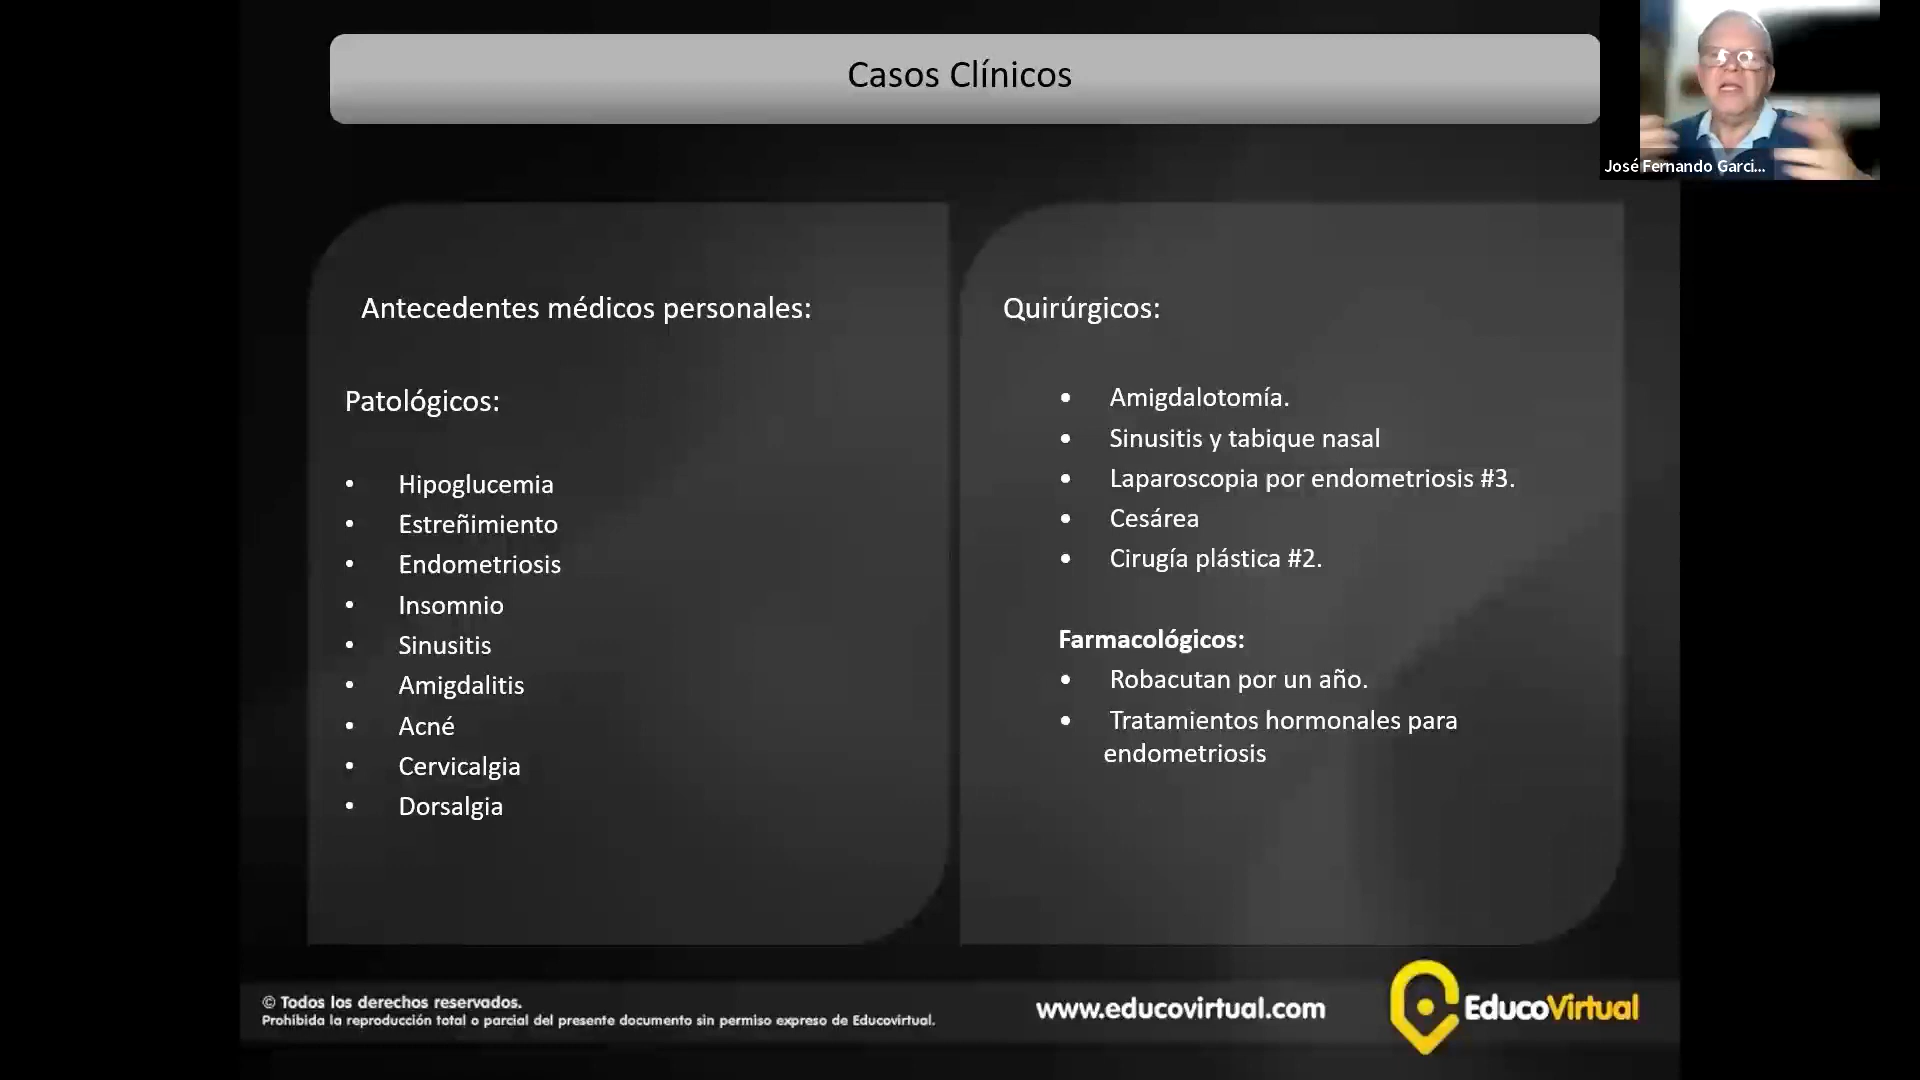 Casos Clínicos
José Fernando Garci...
Antecedentes médicos personales:
Patológicos:
• Hipoglucemia
• Estreñimiento
• Endometriosis
• Insomnio
• Sinusitis
• Amigdalitis
• Acné
• Cervicalgia
• Dorsalgia
Quirúrgicos:
• Amigdalotomía.
• Sinusitis y tabique nasal
• Laparoscopia por endometriosis #3.
• Cesárea
• Cirugía plástica #2.
Farmacológicos:
• Robacutan por un año.
• Tratamientos hormonales para
endometriosis
© Todos los derechos reservados.
Prohibida la reproducción total o parcial del presente documento sin permiso expreso de Educovirtual.
www.educovirtual.com
EducoVirtual